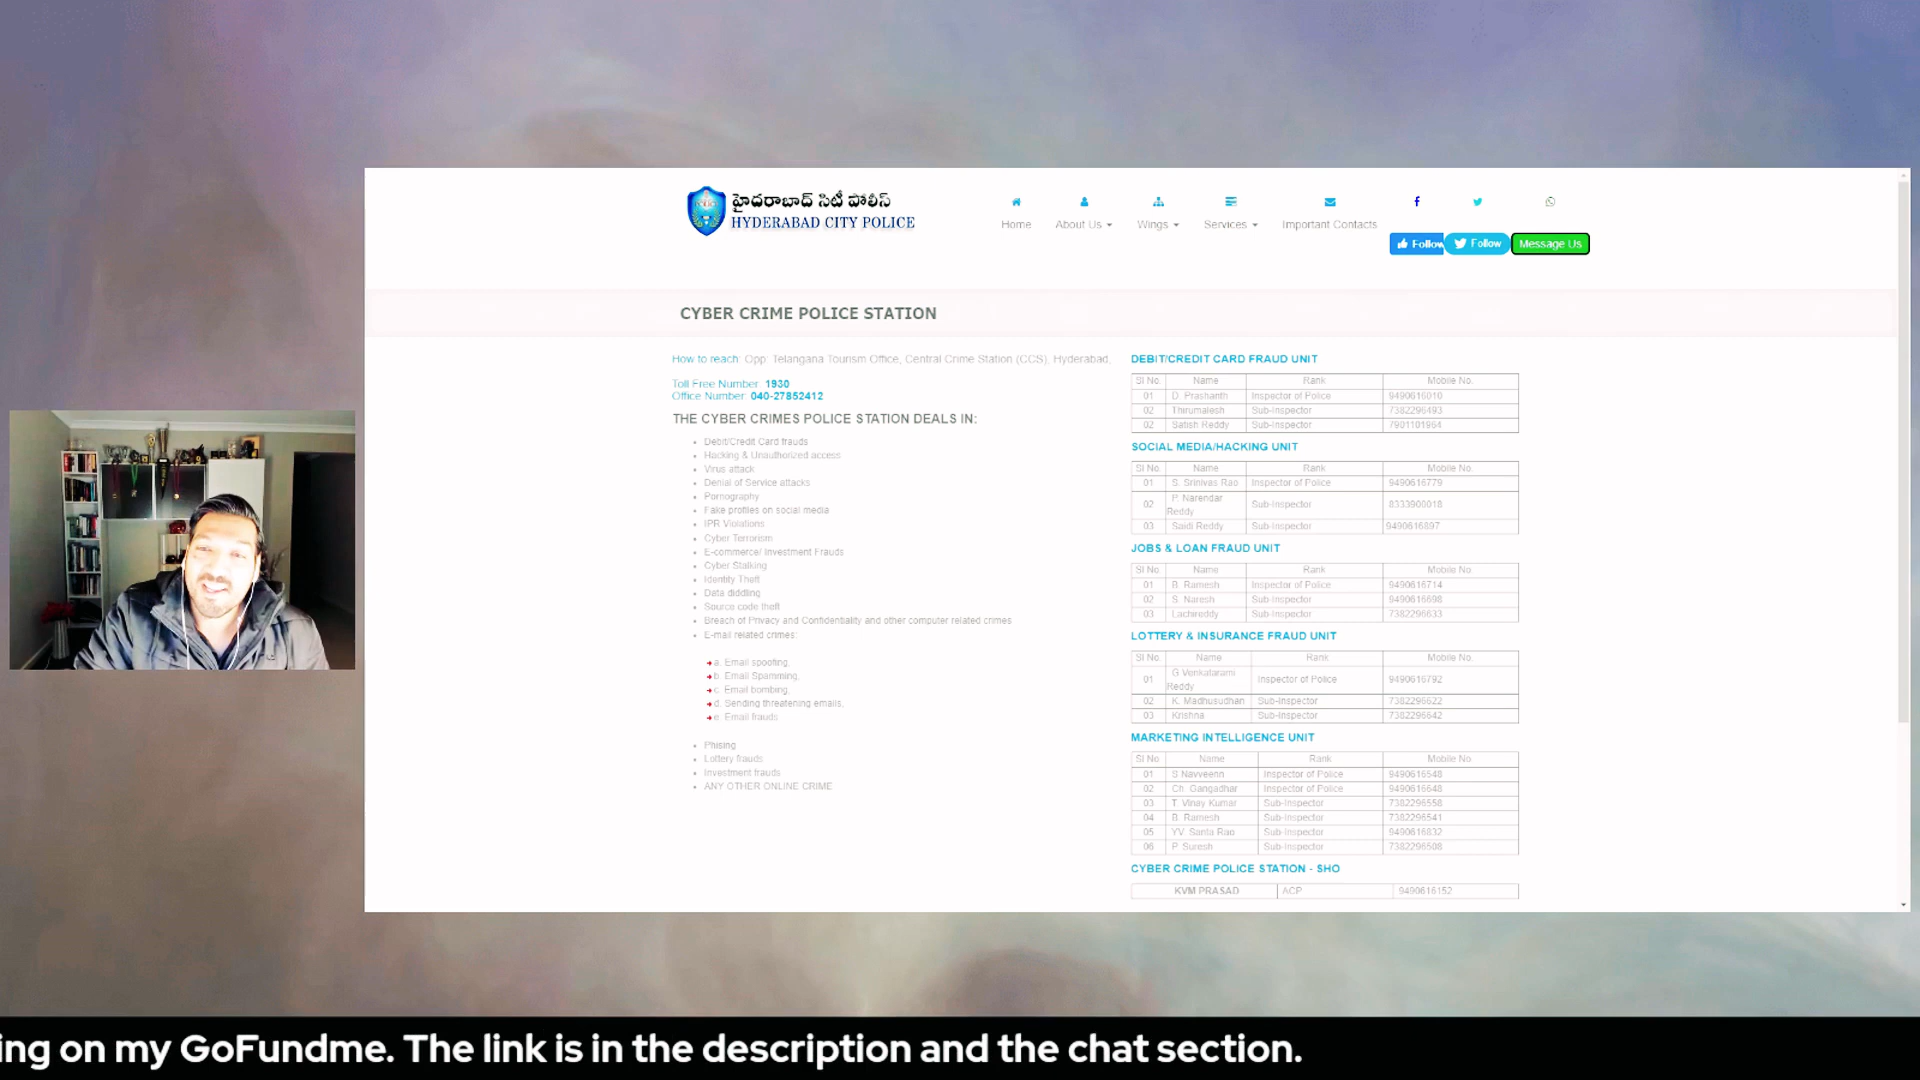 హైదరాబాద్ సిటీ పోలీస్
HYDERABAD CITY POLICE
Home
About Us
Wings
Services
Important Contacts
Follow
Follow
Message Us
CYBER CRIME POLICE STATION
How to reach: Opp: Telangana Tourism Office, Central Crime Station (CCS), Hyderabad,
Toll Free Number: 1930
Office Number: 040-27852412
THE CYBER CRIMES POLICE STATION DEALS IN:
Debit/Credit Card frauds
Hacking & Unauthorized access
Virus attack
Denial of Service attacks
Pornography
Fake profiles on social media
IPR Violations
Cyber Terrorism
E-commerce/ Investment Frauds
Cyber Stalking
Identity Theft
Data diddling
Source code theft
Breach of Privacy and Confidentiality and other computer related crimes
E-mail related crimes:
a. Email spoofing,
b. Email Spamming,
c. Email bombing,
d. Sending threatening emails,
e. Email frauds
Phising
Lottery frauds
Investment frauds
ANY OTHER ONLINE CRIME
DEBIT/CREDIT CARD FRAUD UNIT
Sl No. Name Rank Mobile No.
01 D. Prashanth Inspector of Police 9490616010
02 Thirumalesh Sub-Inspector 7382296493
02 Satish Reddy Sub-Inspector 7901101964
SOCIAL MEDIA/HACKING UNIT
Sl No. Name Rank Mobile No.
01 S. Srinivas Rao Inspector of Police 9490616779
02 P. Narendar Reddy Sub-Inspector 8333900018
03 Saidi Reddy Sub-Inspector 9490616897
JOBS & LOAN FRAUD UNIT
Sl No. Name Rank Mobile No
01 B. Ramesh Inspector of Police 9490616714
02 S. Naresh Sub-Inspector 9490616698
03 Lachireddy Sub-Inspector 7382296633
LOTTERY & INSURANCE FRAUD UNIT
Sl No. Name Rank Mobile No.
01 G Venkatarami Reddy Inspector of Police 9490616792
02 K. Madhusudhan Sub-Inspector 7382296622
03 Krishna Sub-Inspector 7382296642
MARKETING INTELLIGENCE UNIT
Sl No Name Rank Mobile No
01 S Navveenn Inspector of Police 9490616548
02 Ch. Gangadhar Inspector of Police 9490616648
03 T. Vinay Kumar Sub-Inspector 7382296558
04 B. Ramesh Sub-Inspector 7382296541
05 YV. Santa Rao Sub-Inspector 9490616832
06 P. Suresh Sub-Inspector 7382296508
CYBER CRIME POLICE STATION - SHO
KVM PRASAD ACP 9490616152
ing on my GoFundme. The link is in the description and the chat section.